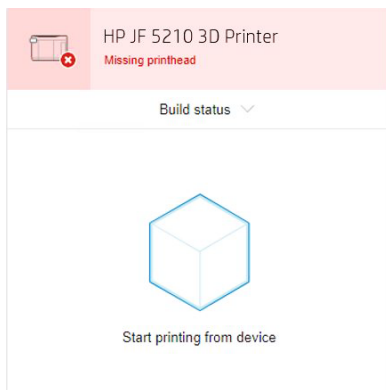 HP JF 5210 3D Printer
Missing printhead
Build status
Start printing from device